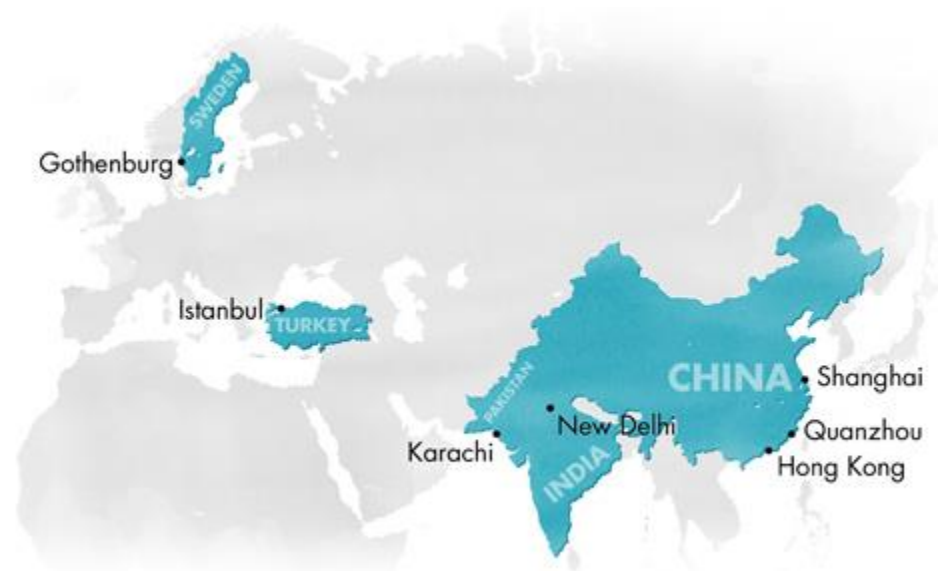 SWEDEN
Gothenburg
Istanbul
TURKEY
PAKISTAN
CHINA
Shanghai
New Delhi
Quanzhou
Karachi
INDIA
Hong Kong